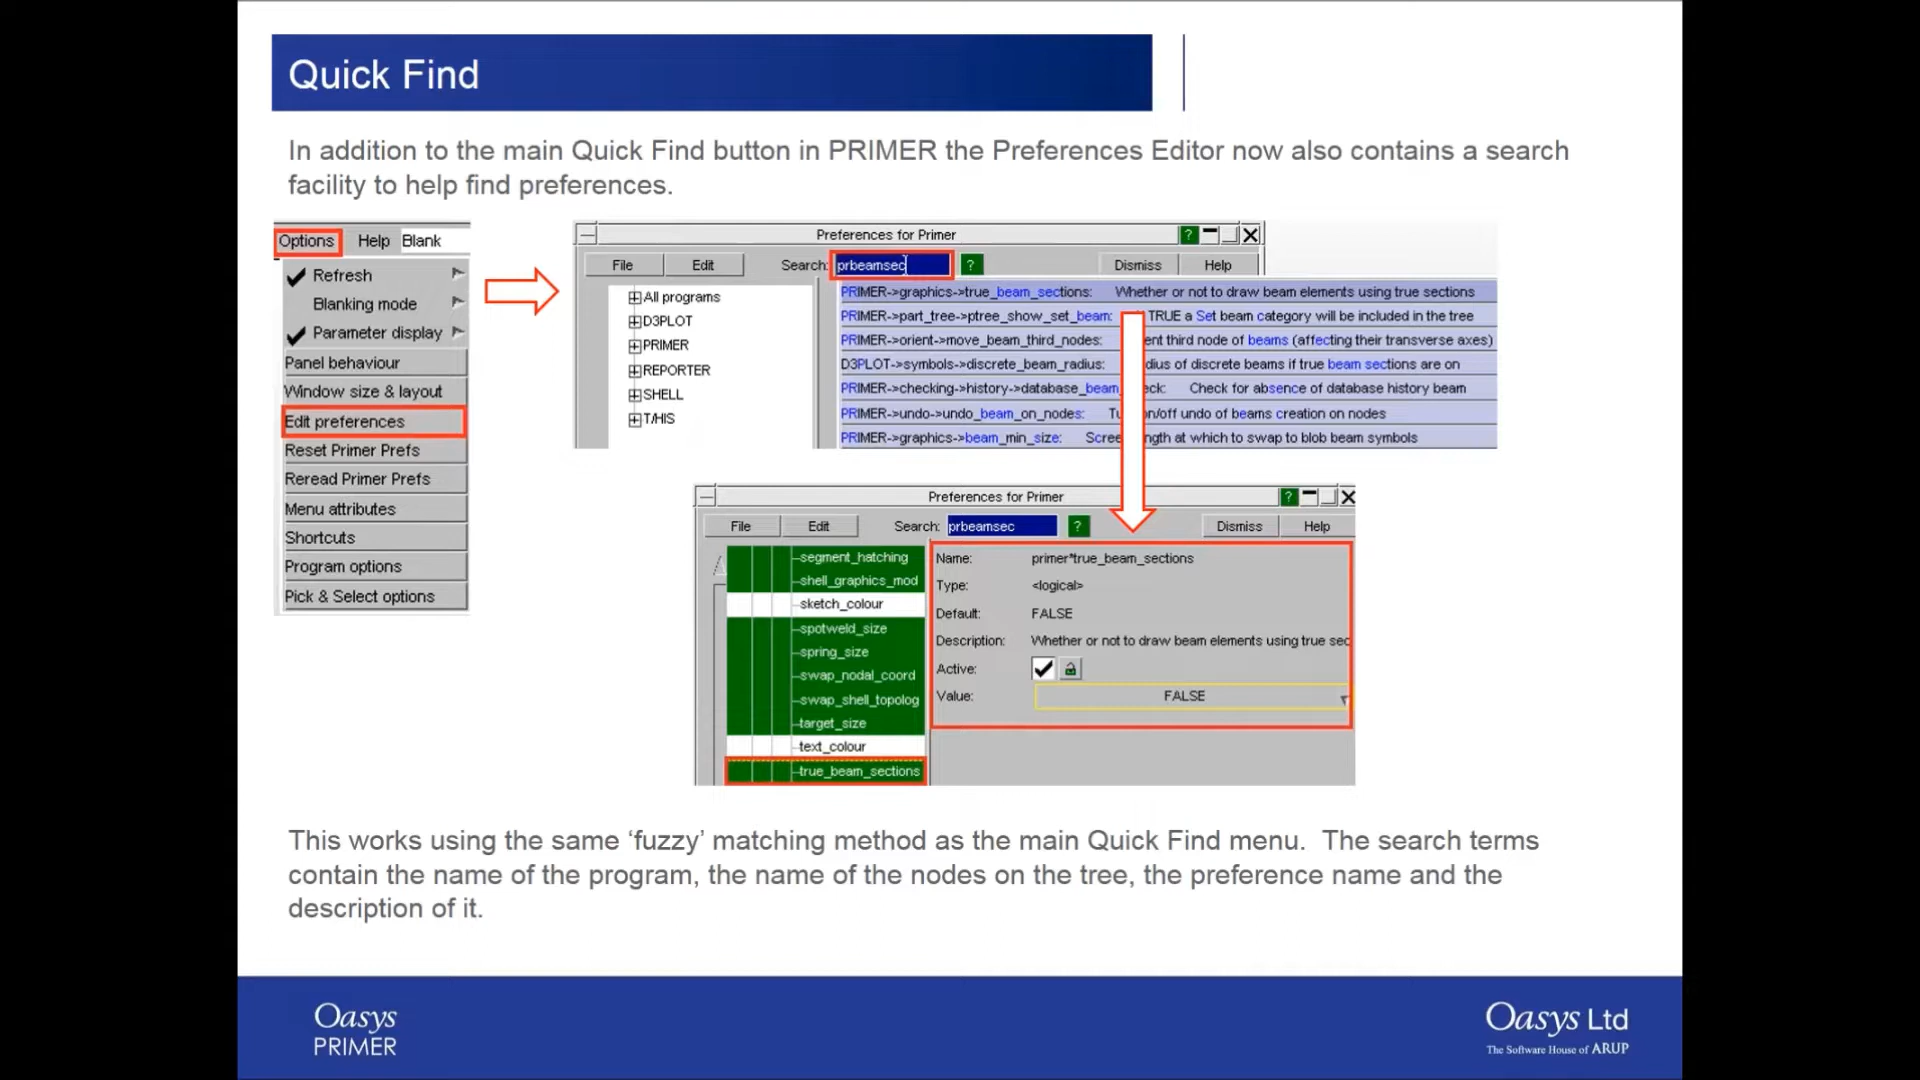 Quick Find
In addition to the main Quick Find button in PRIMER the Preferences Editor now also contains a search
facility to help find preferences.
Options Help Blank
Refresh
Blanking mode
Parameter display
Panel behaviour
Window size & layout
Edit preferences
Reset Primer Prefs
Reread Primer Prefs
Menu attributes
Shortcuts
Program options
Pick & Select options
Preferences for Primer ?
File Edit Search: prbeamsec ? Dismiss Help
All programs
D3PLOT
PRIMER
REPORTER
SHELL
T/HIS
PRIMER->graphics->true_beam_sections: Whether or not to draw beam elements using true sections
PRIMER->part_tree->ptree_show_set_beam: TRUE a Set beam category will be included in the tree
PRIMER->orient->move_beam_third_nodes: ent third node of beams (affecting their transverse axes)
D3PLOT->symbols->discrete_beam_radius: dius of discrete beams if true beam sections are on
PRIMER->checking->history->database_beam eck: Check for absence of database history beam
PRIMER->undo->undo_beam_on_nodes: Tu on/off undo of beams creation on nodes
PRIMER->graphics->beam_min_size: Scree ngth at which to swap to blob beam symbols
Preferences for Primer ?
File Edit Search: prbeamsec ? Dismiss Help
segment_hatching
shell_graphics_mod
sketch_colour
spotweld_size
spring_size
swap_nodal_coord
swap_shell_topolog
target_size
text_colour
true_beam_sections
Name: primer*true_beam_sections
Type: <logical>
Default: FALSE
Description: Whether or not to draw beam elements using true sec
Active:
Value: FALSE
This works using the same ‘fuzzy’ matching method as the main Quick Find menu. The search terms
contain the name of the program, the name of the nodes on the tree, the preference name and the
description of it.
Oasys
PRIMER
Oasys Ltd
The Software House of ARUP